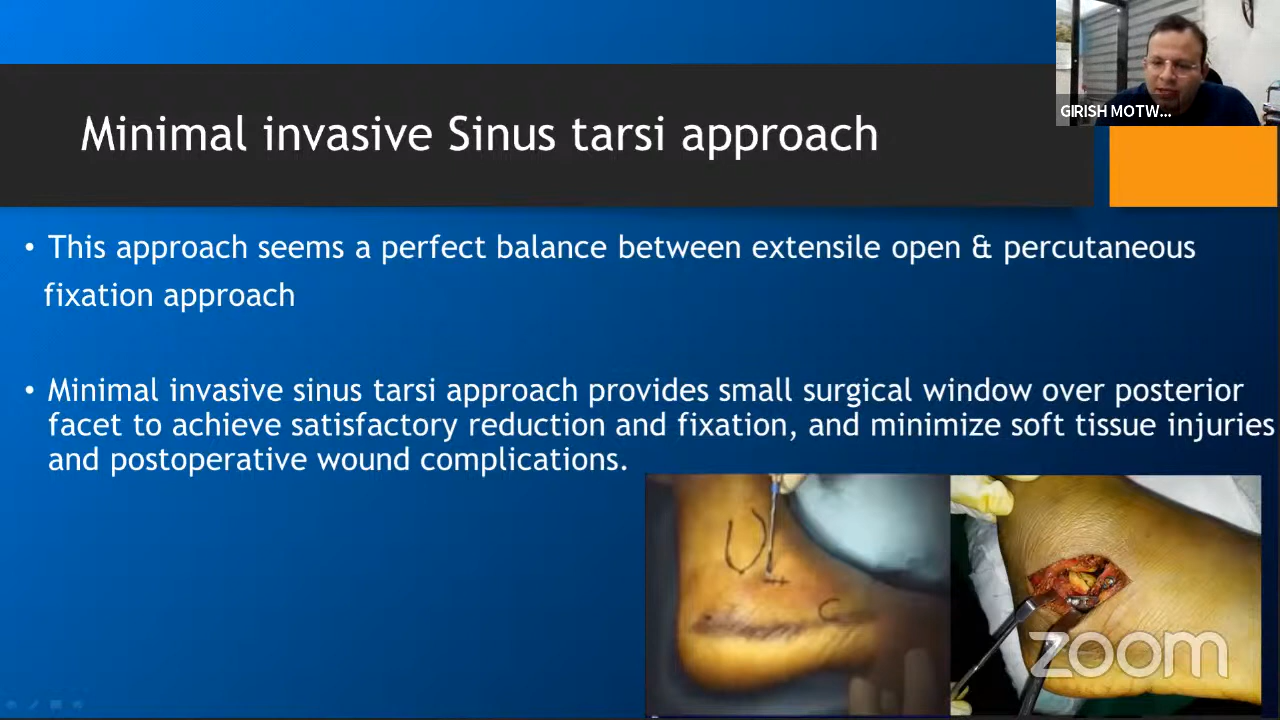 GIRISH MOTW...
Minimal invasive Sinus tarsi approach
• This approach seems a perfect balance between extensile open & percutaneous
fixation approach
• Minimal invasive sinus tarsi approach provides small surgical window over posterior
facet to achieve satisfactory reduction and fixation, and minimize soft tissue injuries
and postoperative wound complications.
zoom